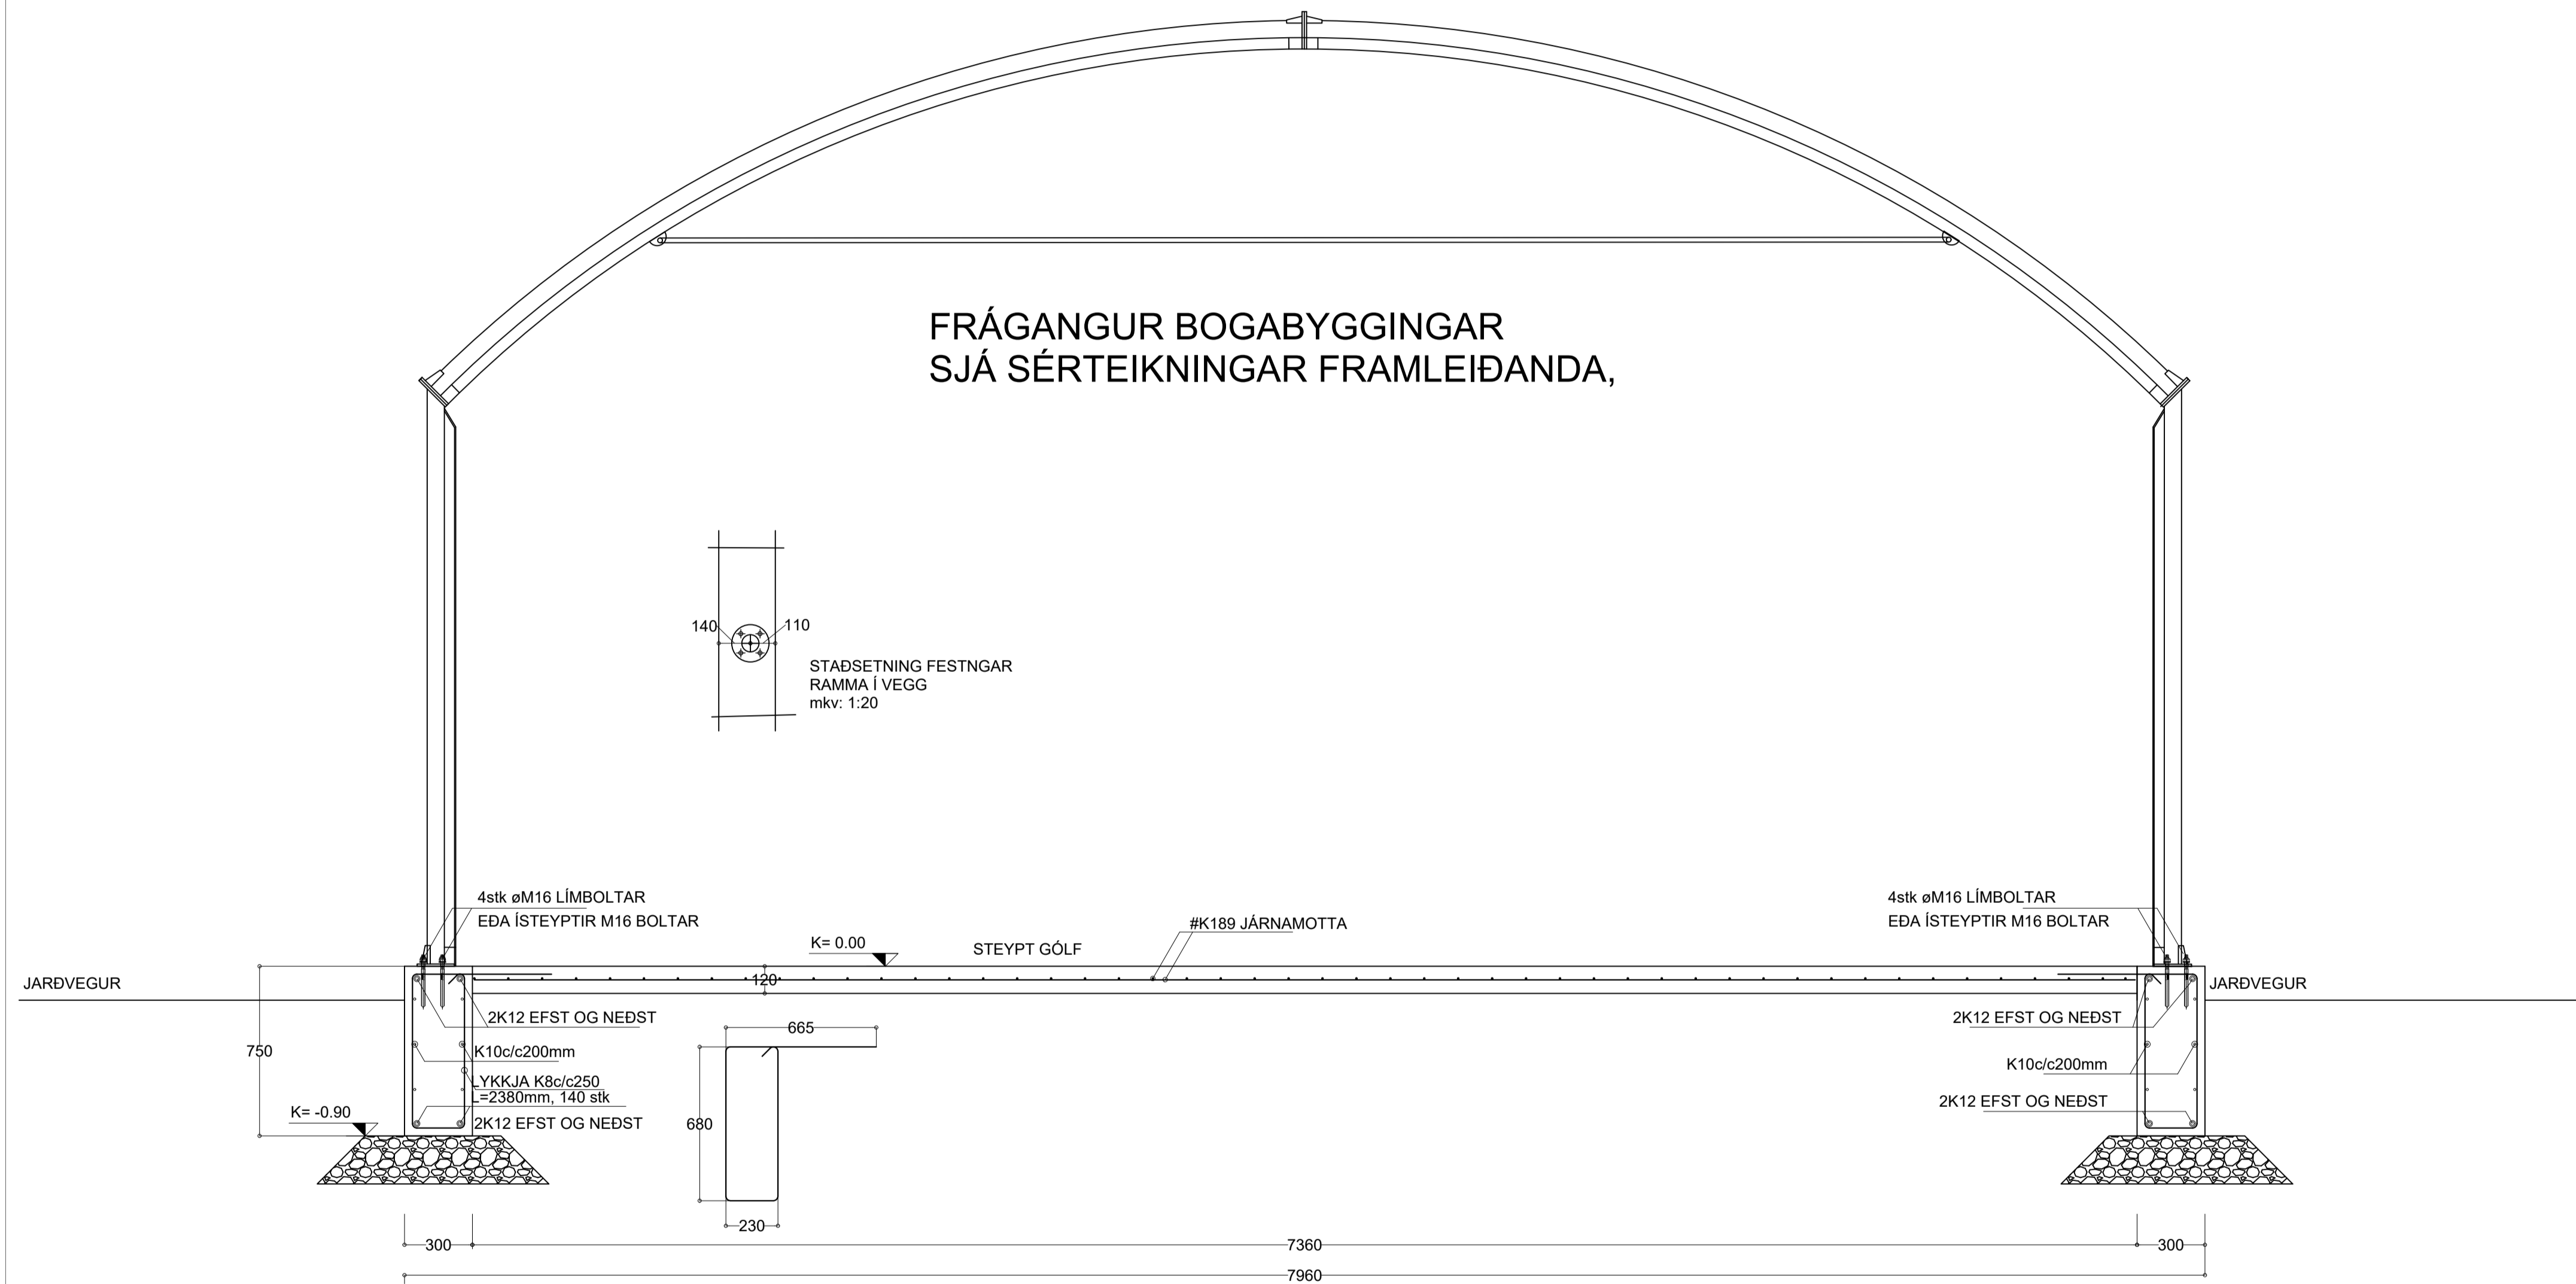 FRÁGANGUR BOGABYGGINGAR
SJÁ SÉRTEIKNINGAR FRAMLEIÐANDA,
140
110
STAÐSETNING FESTNGAR
RAMMA Í VEGG
mkv: 1:20
4stk øM16 LÍMBOLTAR
EÐA ÍSTEYPTIR M16 BOLTAR
K= 0.00
STEYPT GÓLF
#K189 JÁRNAMOTTA
4stk øM16 LÍMBOLTAR
EÐA ÍSTEYPTIR M16 BOLTAR
JARÐVEGUR
120
JARÐVEGUR
2K12 EFST OG NEÐST
665
2K12 EFST OG NEÐST
750
K10c/c200mm
K10c/c200mm
LYKKJA K8c/c250
L=2380mm, 140 stk
K= -0.90
2K12 EFST OG NEÐST
680
2K12 EFST OG NEÐST
230
300
7360
300
7960